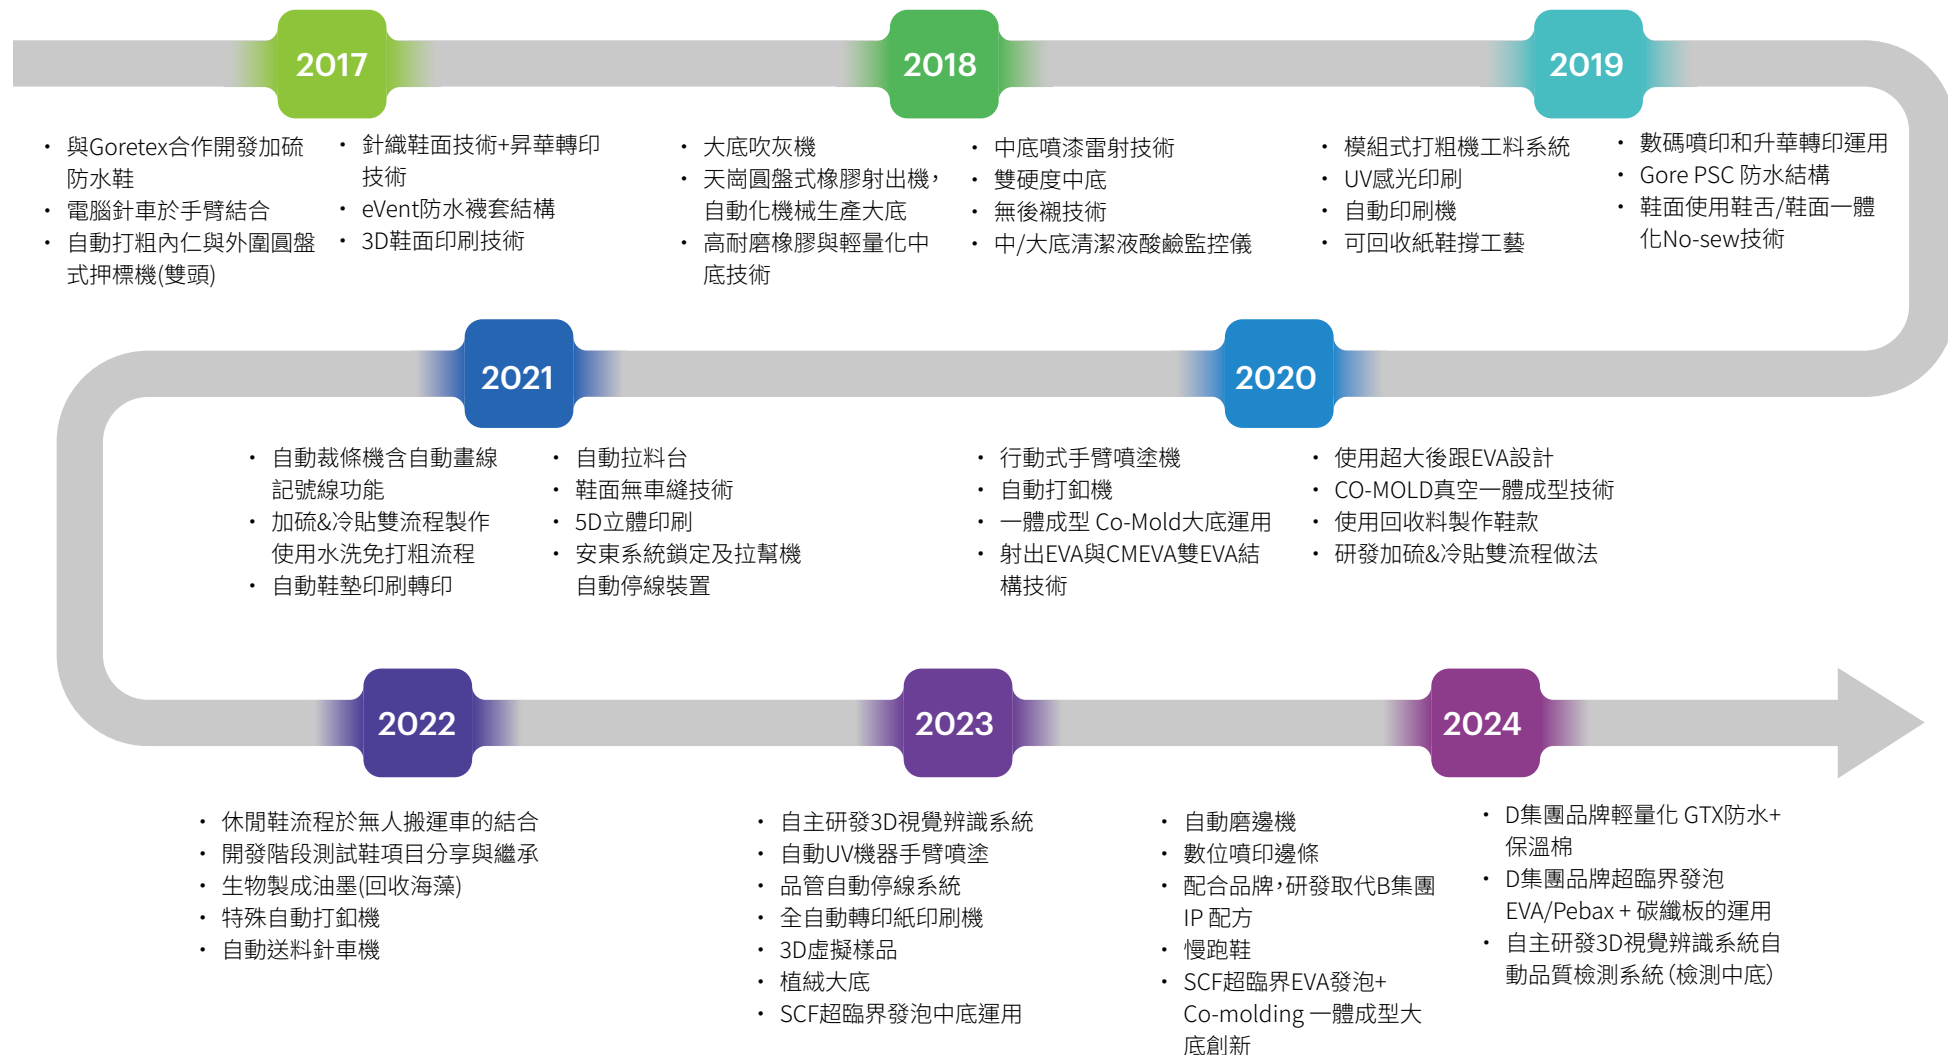 2017
・ 與Goretex合作開發加硫
防水鞋
・ 電腦針車於手臂結合
・ 自動打粗內仁與外圍圓盤
式押標機(雙頭)
・ 針織鞋面技術+昇華轉印
技術
・ eVent防水襪套結構
・ 3D鞋面印刷技術
2018
・ 大底吹灰機
・ 天崗圓盤式橡膠射出機，
自動化機械生產大底
・ 高耐磨橡膠與輕量化中
底技術
・ 中底噴漆雷射技術
・ 雙硬度中底
・ 無後襯技術
・ 中/大底清潔液酸鹼監控儀
2019
・ 模組式打粗機工料系統
・ UV感光印刷
・ 自動印刷機
・ 可回收紙鞋撐工藝
・ 數碼噴印和升華轉印運用
・ Gore PSC 防水結構
・ 鞋面使用鞋舌/鞋面一體
化No-sew技術
2021
・ 自動裁條機含自動畫線
記號線功能
・ 加硫&冷貼雙流程製作
使用水洗免打粗流程
・ 自動鞋墊印刷轉印
・ 自動拉料台
・ 鞋面無車縫技術
・ 5D立體印刷
・ 安東系統鎖定及拉幫機
自動停線裝置
2020
・ 行動式手臂噴塗機
・ 自動打釦機
・ 一體成型 Co-Mold大底運用
・ 射出EVA與CMEVA雙EVA結
構技術
・ 使用超大後跟EVA設計
・ CO-MOLD真空一體成型技術
・ 使用回收料製作鞋款
・ 研發加硫&冷貼雙流程做法
2022
・ 休閒鞋流程於無人搬運車的結合
・ 開發階段測試鞋項目分享與繼承
・ 生物製成油墨(回收海藻)
・ 特殊自動打釦機
・ 自動送料針車機
2023
・ 自主研發3D視覺辨識系統
・ 自動UV機器手臂噴塗
・ 品管自動停線系統
・ 全自動轉印紙印刷機
・ 3D虛擬樣品
・ 植絨大底
・ SCF超臨界發泡中底運用
2024
・ 自動磨邊機
・ 數位噴印邊條
・ 配合品牌，研發取代B集團
IP 配方
・ 慢跑鞋
・ SCF超臨界EVA發泡+
Co-molding 一體成型大
底創新
・ D集團品牌輕量化 GTX防水+
保溫棉
・ D集團品牌超臨界發泡
EVA/Pebax + 碳纖板的運用
・ 自主研發3D視覺辨識系統自
動品質檢測系統（檢測中底）